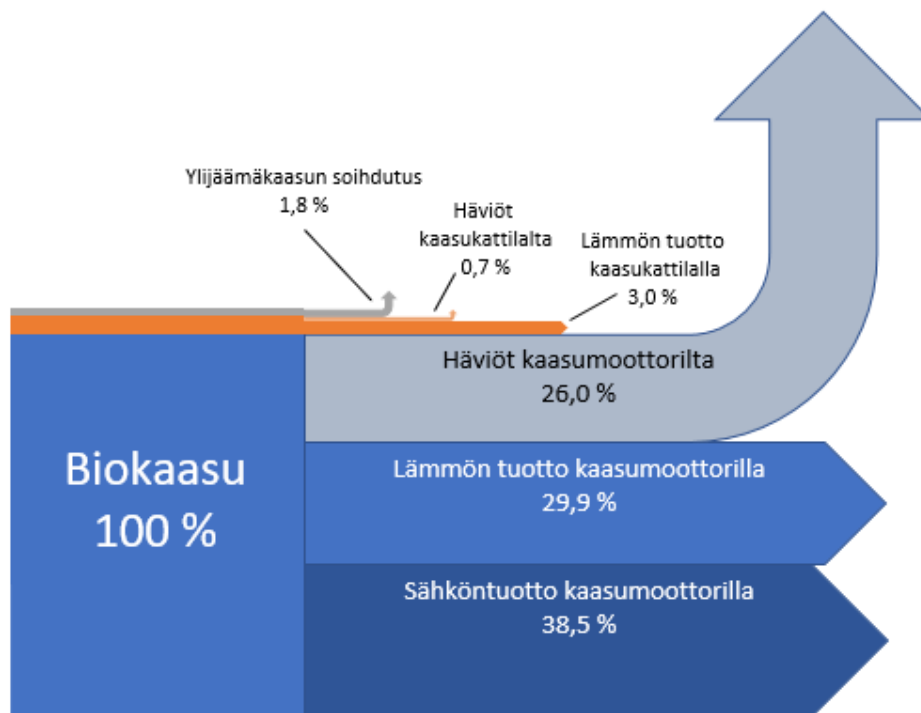 Ylijäämäkaasun soihdutus
1,8 %
Häviöt
kaasukattilalta
0,7 %
Lämmön tuotto
kaasukattilalla
3,0 %
Häviöt kaasumoottorilta
26,0 %
Biokaasu
100 %
Lämmön tuotto kaasumoottorilla
29,9 %
Sähköntuotto kaasumoottorilla
38,5 %